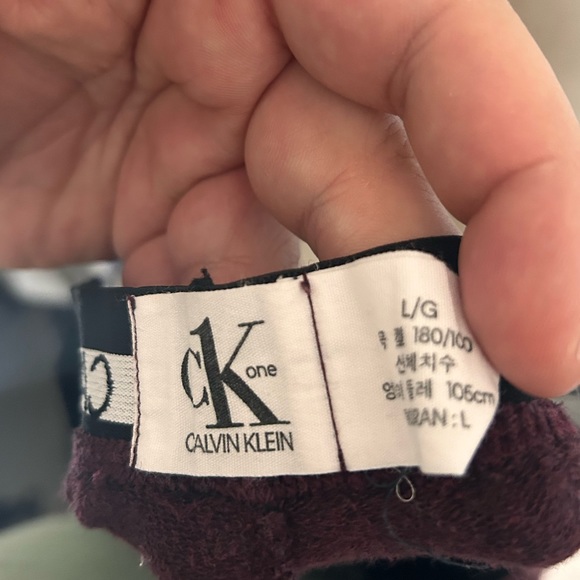 CK one
CALVIN KLEIN
L/G
180/100
신체치수
105cm
: L